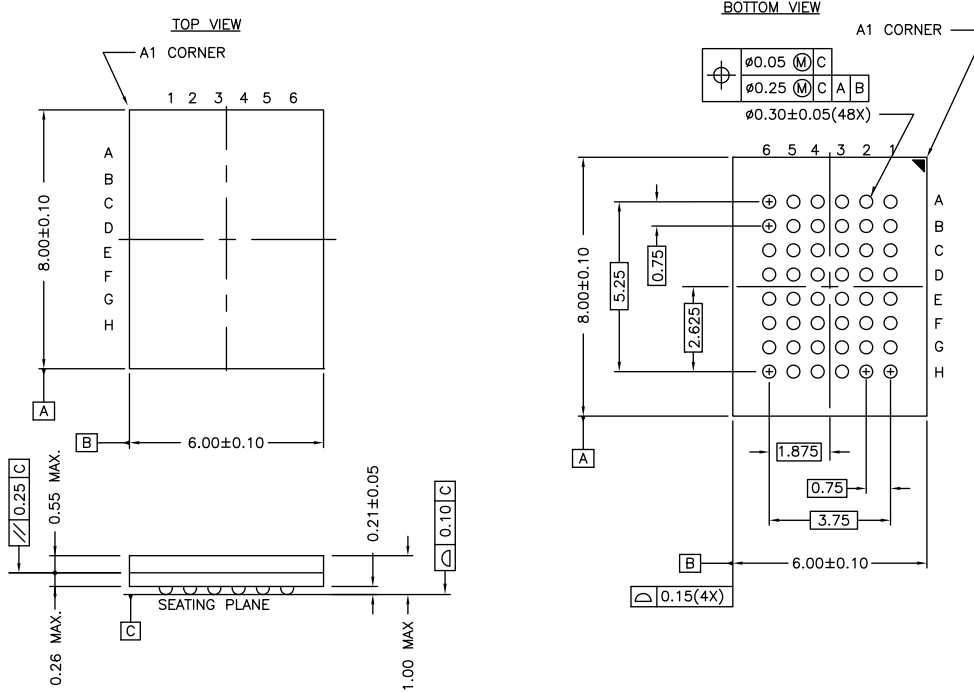 TOP VIEW
A1 CORNER
1 2 3 4 5 6
A
B
C
D
E
F
G
H
8.00±0.10
A
B
6.00±0.10
// 0.25 C
0.55 MAX.
0.26 MAX.
SEATING PLANE
C
0.21±0.05
1.00 MAX
⌓ 0.10 C
BOTTOM VIEW
A1 CORNER
⌖ ø0.05 Ⓜ C
ø0.25 Ⓜ C A B
ø0.30±0.05(48X)
6 5 4 3 2 1
A
B
C
D
E
F
G
H
8.00±0.10
5.25
0.75
2.625
A
1.875
0.75
3.75
B
6.00±0.10
⌓ 0.15(4X)